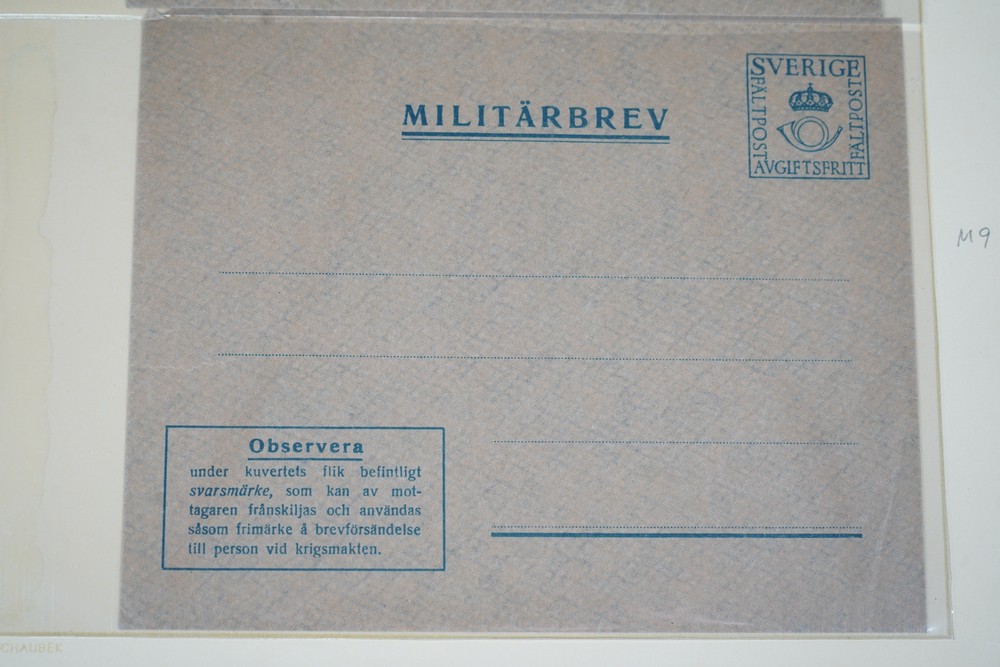 MILITÄRBREV
SVERIGE
FÄLTPOST
FÄLTPOST
AVGIFTSFRITT
M9
Observera
under kuvertets flik befintligt
svarsmärke, som kan av mot-
tagaren frånskiljas och användas
såsom frimärke å brevförsändelse
till person vid krigsmakten.
CHAUBEK